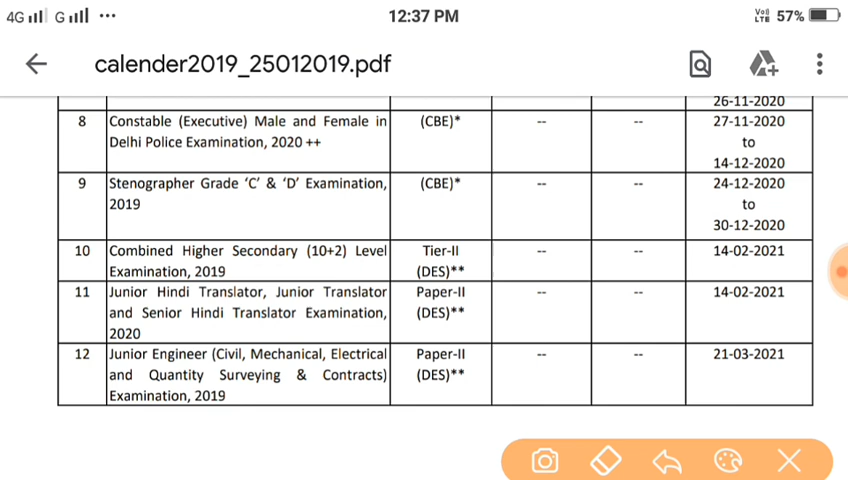 4G G ••• 12:37 PM Vo)) LTE 57%
calender2019_25012019.pdf
26-11-2020
8 Constable (Executive) Male and Female in (CBE)* -- -- 27-11-2020
Delhi Police Examination, 2020 ++ to
14-12-2020
9 Stenographer Grade ‘C’ & ‘D’ Examination, (CBE)* -- -- 24-12-2020
2019 to
30-12-2020
10 Combined Higher Secondary (10+2) Level Tier-II -- -- 14-02-2021
Examination, 2019 (DES)**
11 Junior Hindi Translator, Junior Translator Paper-II -- -- 14-02-2021
and Senior Hindi Translator Examination, (DES)**
2020
12 Junior Engineer (Civil, Mechanical, Electrical Paper-II -- -- 21-03-2021
and Quantity Surveying & Contracts) (DES)**
Examination, 2019